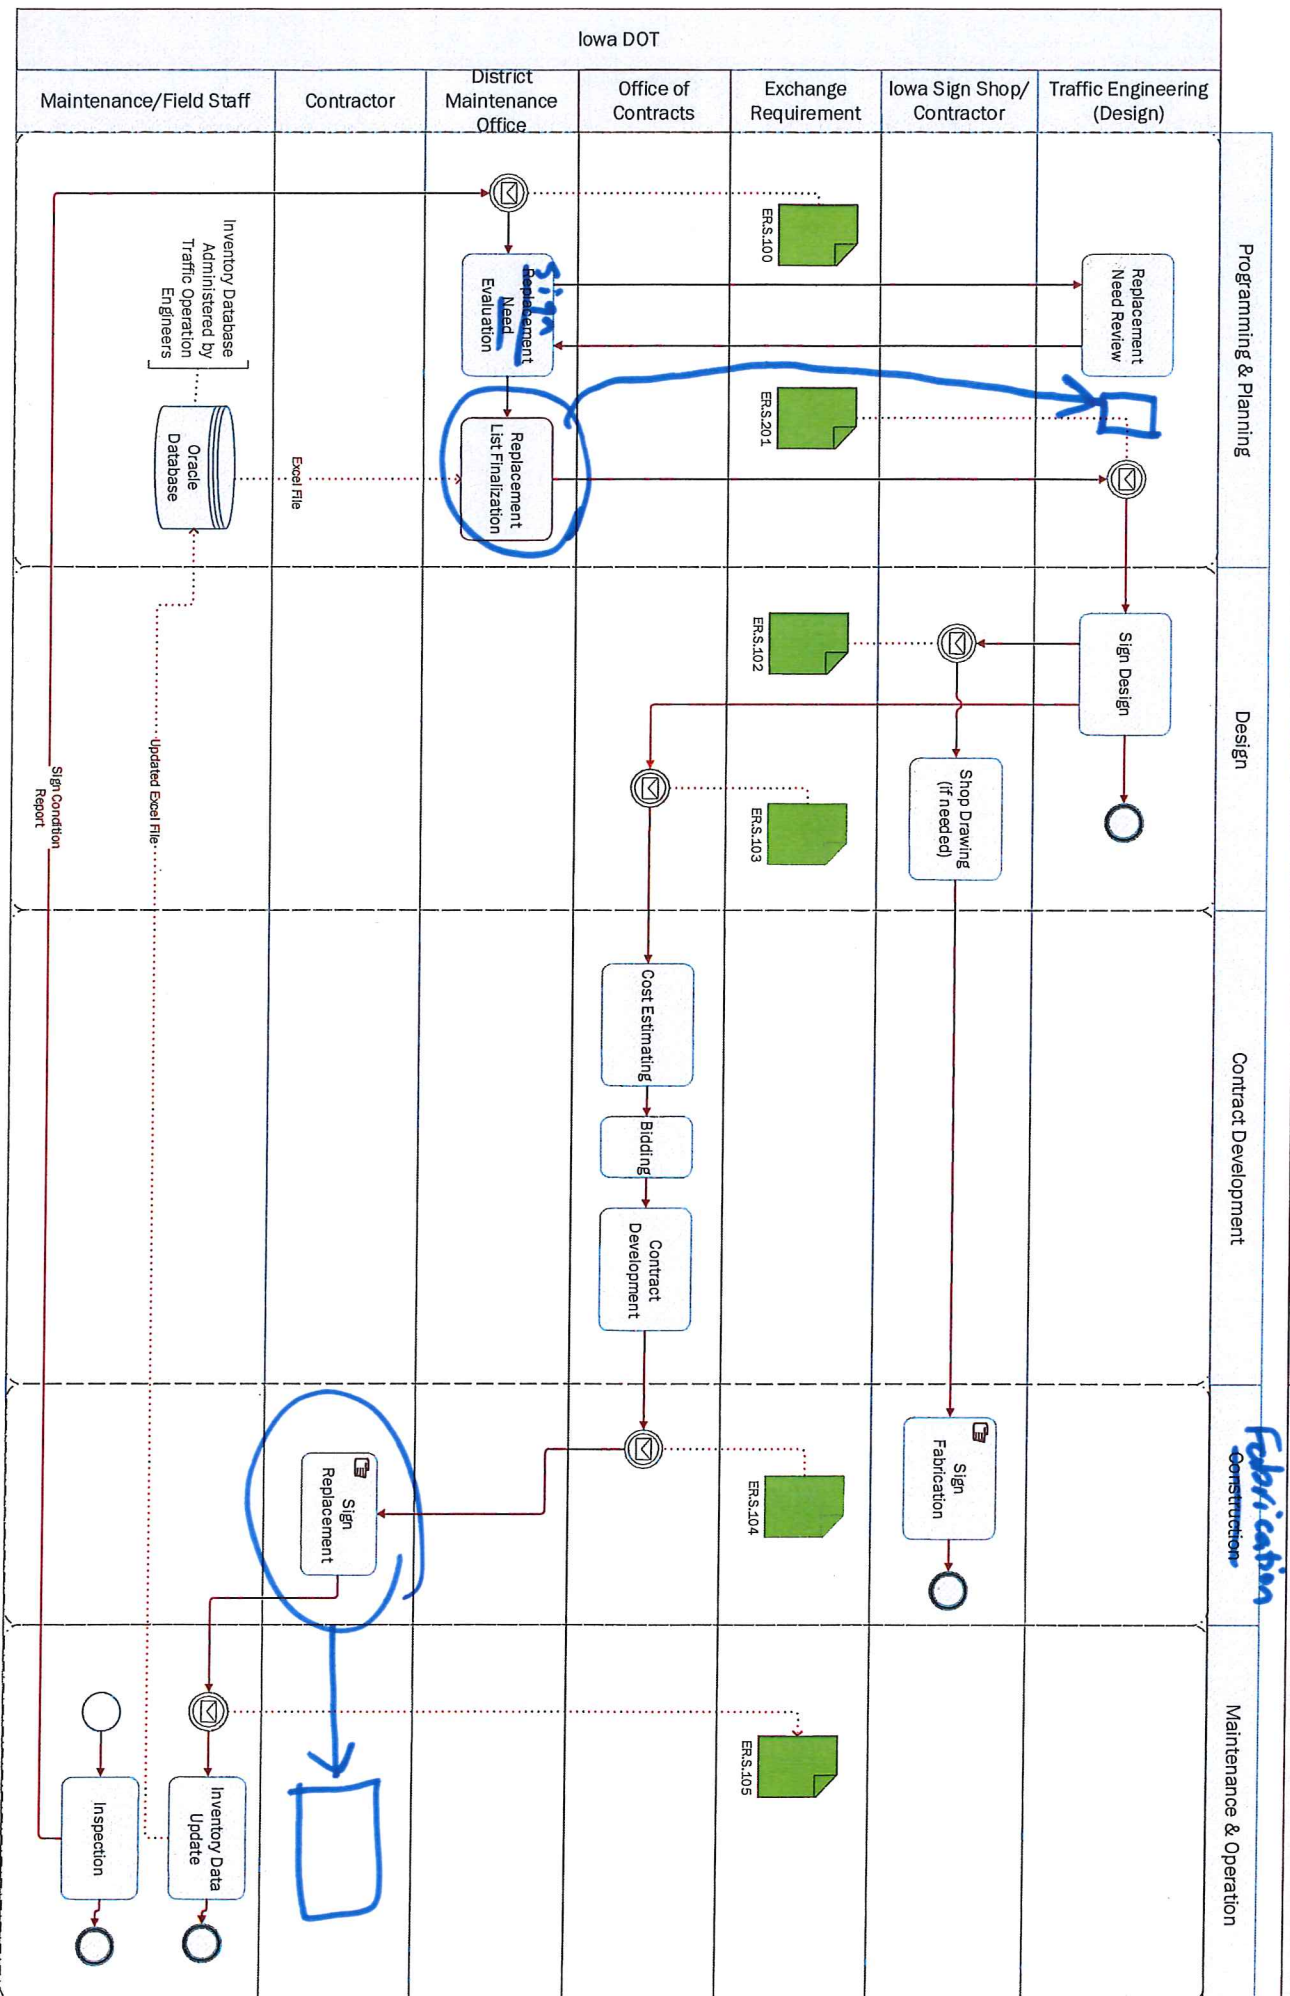 Iowa DOT
Maintenance/Field Staff
Contractor
District
Maintenance
Office
Office of
Contracts
Exchange
Requirement
Iowa Sign Shop/
Contractor
Traffic Engineering
(Design)
Programming & Planning
Design
Contract Development
Construction
Fabrication
Maintenance & Operation
Replacement
Need Review
ER.S.100
Replacement
Need
Evaluation
Sign
ER.S.201
Replacement
List Finalization
Inventory Database
Administered by
Traffic Operation
Engineers
Oracle
Database
Excel File
Sign Design
ER.S.102
Shop Drawing
(if needed)
ER.S.103
Updated Excel File
Sign Condition
Report
Cost Estimating
Bidding
Contract
Development
Sign
Fabrication
ER.S.104
Sign
Replacement
ER.S.105
Inventory Data
Update
Inspection